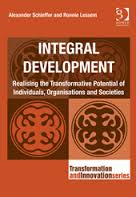 Alexander Schieffer and Ronnie Lessem
INTEGRAL
DEVELOPMENT
Realising the Transformative Potential of
Individuals, Organisations and Societies
Transformation
and Innovation series